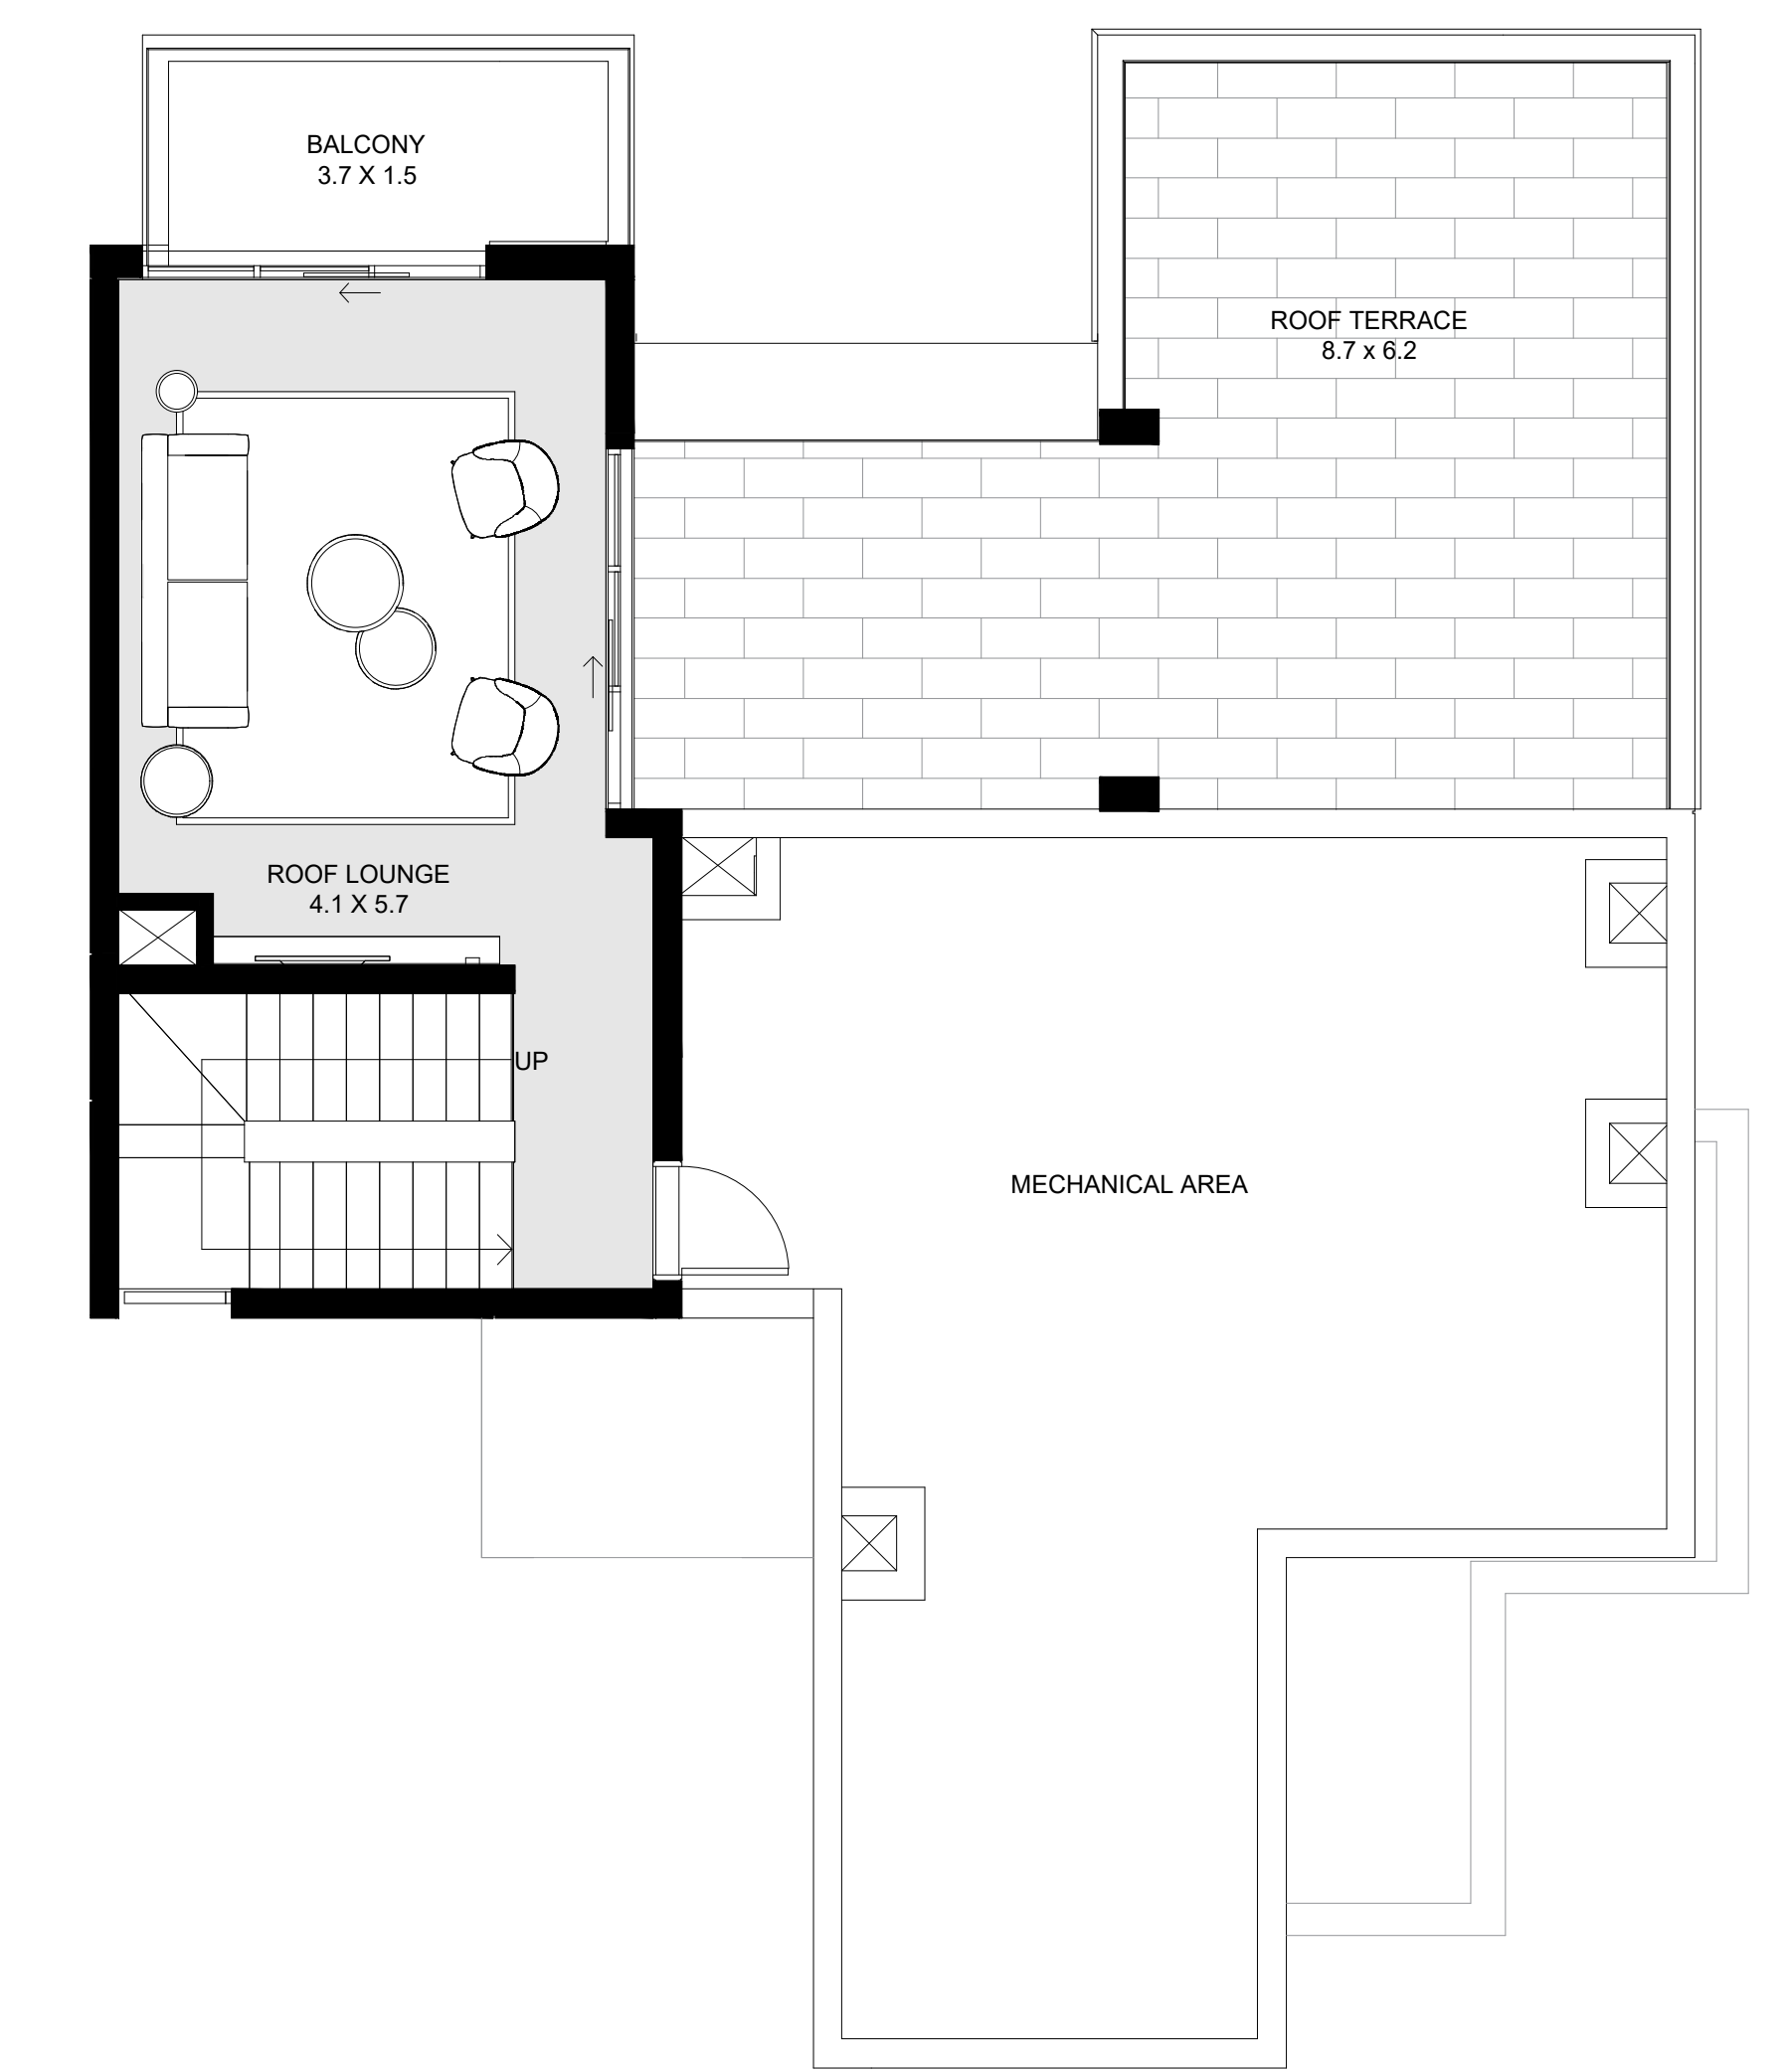 BALCONY
3.7 X 1.5
ROOF TERRACE
8.7 x 6.2
ROOF LOUNGE
4.1 X 5.7
UP
MECHANICAL AREA